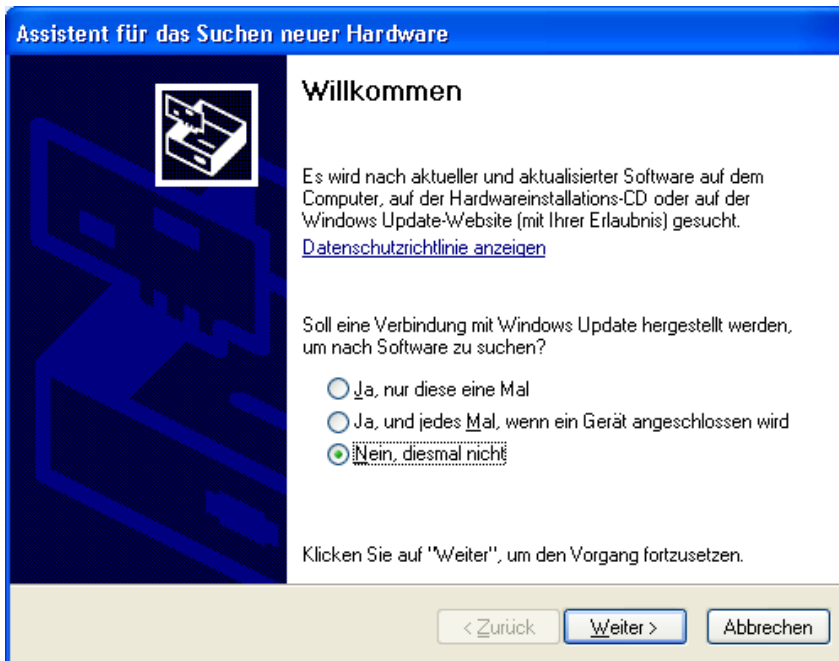 Assistent für das Suchen neuer Hardware
Willkommen
Es wird nach aktueller und aktualisierter Software auf dem
Computer, auf der Hardwareinstallations-CD oder auf der
Windows Update-Website (mit Ihrer Erlaubnis) gesucht.
Datenschutzrichtlinie anzeigen
Soll eine Verbindung mit Windows Update hergestellt werden,
um nach Software zu suchen?
Ja, nur diese eine Mal
Ja, und jedes Mal, wenn ein Gerät angeschlossen wird
Nein, diesmal nicht
Klicken Sie auf "Weiter", um den Vorgang fortzusetzen.
< Zurück Weiter > Abbrechen